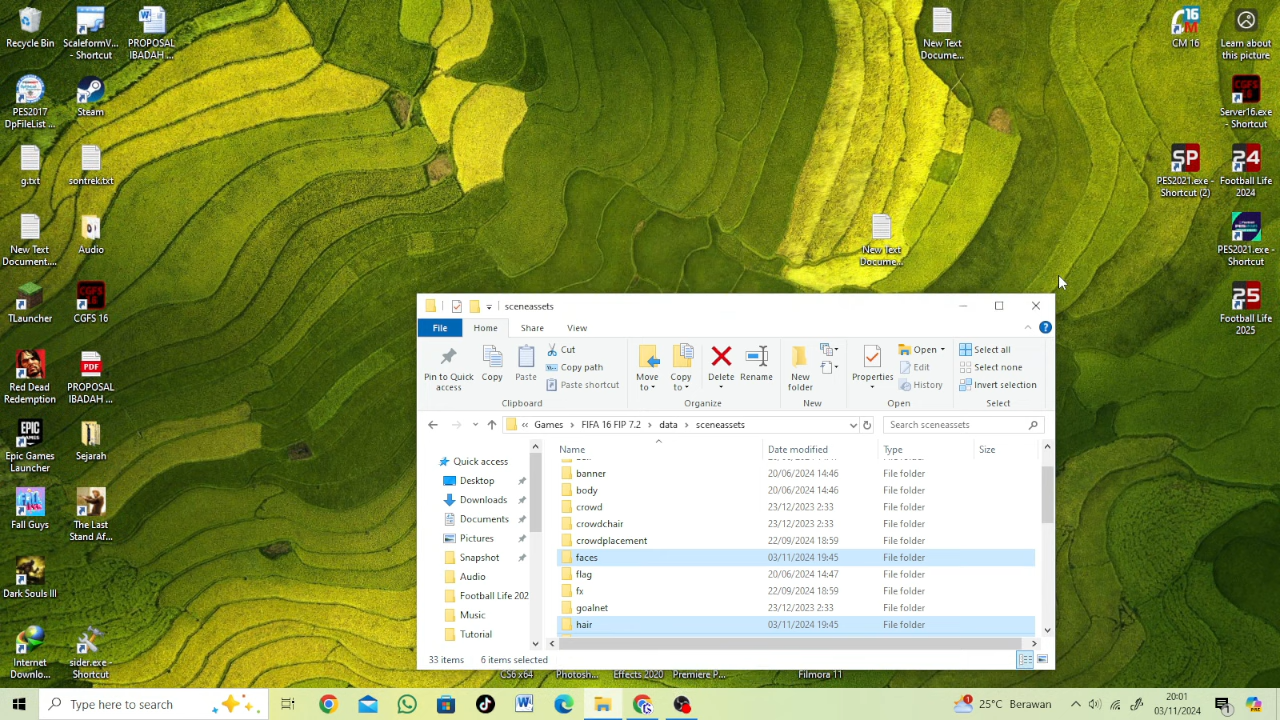 Recycle Bin
ScaleformV...
- Shortcut
PROPOSAL
IBADAH ...
New Text
Docume...
16
M
CM 16
Learn about
this picture
PES2017
DpFileList ...
Steam
CGFS
16
Server16.exe
- Shortcut
g.txt
sontrek.txt
SP
PES2021.exe -
Shortcut (2)
24
Football Life
2024
New Text
Document....
Audio
New Text
Docume...
PES2021.exe -
Shortcut
TLauncher
CGFS 16
25
Football Life
2025
Red Dead
Redemption
PDF
PROPOSAL
IBADAH ...
EPIC
GAMES
Epic Games
Launcher
Sejarah
Fall Guys
The Last
Stand Af...
Dark Souls III
Internet
Downlo...
sider.exe -
Shortcut
sceneassets
File
Home
Share
View
Pin to Quick
access
Copy
Paste
Cut
Copy path
Paste shortcut
Clipboard
Move
to
Copy
to
Delete
Rename
Organize
New
folder
New
Properties
Open
Edit
History
Open
Select all
Select none
Invert selection
Select
« Games > FIFA 16 FIP 7.2 > data > sceneassets
Search sceneassets
Quick access
Desktop
Downloads
Documents
Pictures
Snapshot
Audio
Football Life 202
Music
Tutorial
Name Date modified Type Size
banner 20/06/2024 14:46 File folder
body 20/06/2024 14:46 File folder
crowd 23/12/2023 2:33 File folder
crowdchair 23/12/2023 2:33 File folder
crowdplacement 22/09/2024 18:59 File folder
faces 03/11/2024 19:45 File folder
flag 20/06/2024 14:47 File folder
fx 22/09/2024 18:59 File folder
goalnet 23/12/2023 2:33 File folder
hair 03/11/2024 19:45 File folder
33 items 6 items selected
CS6 x64
Photosh...
Effects 2020
Premiere P...
Filmora 11
Type here to search
25°C Berawan
20:01
03/11/2024